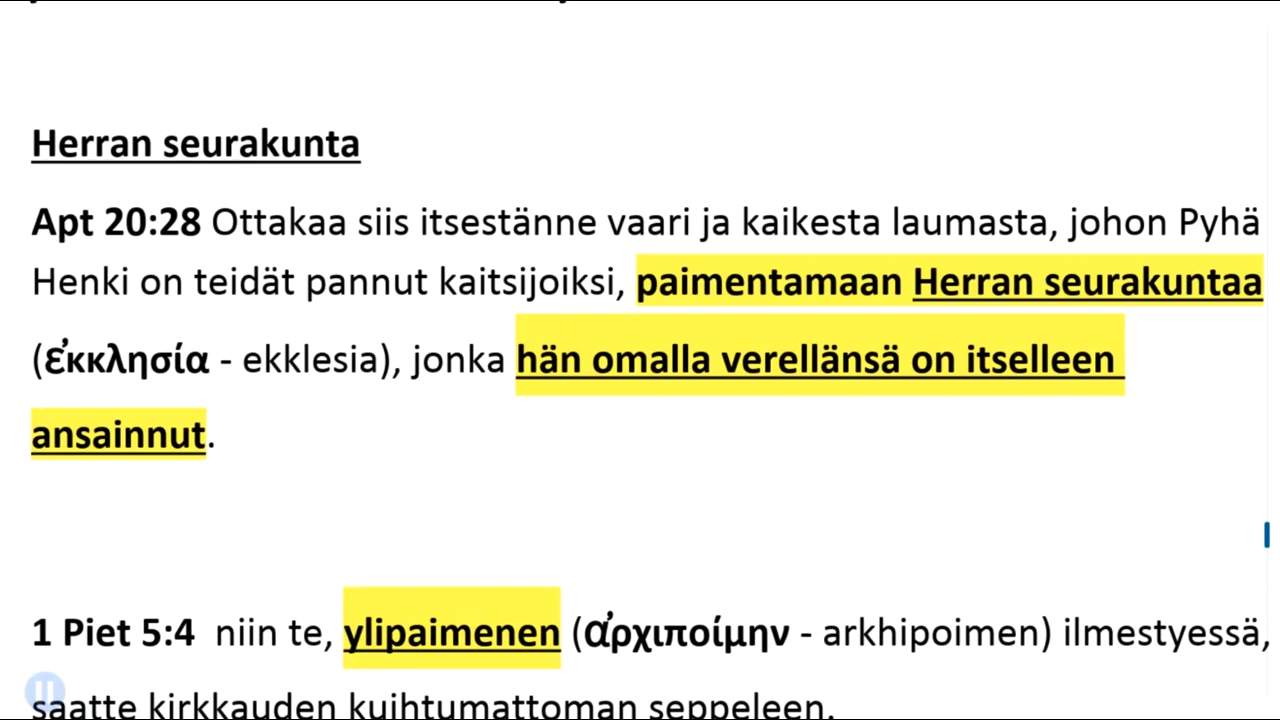 Herran seurakunta
Apt 20:28 Ottakaa siis itsestänne vaari ja kaikesta laumasta, johon Pyhä
Henki on teidät pannut kaitsijoiksi, paimentamaan Herran seurakuntaa
(ἐκκλησία - ekklesia), jonka hän omalla verellänsä on itselleen
ansainnut.
1 Piet 5:4 niin te, ylipaimenen (ἀρχιποίμην - arkhipoimen) ilmestyessä,
saatte kirkkauden kuihtumattoman seppeleen.